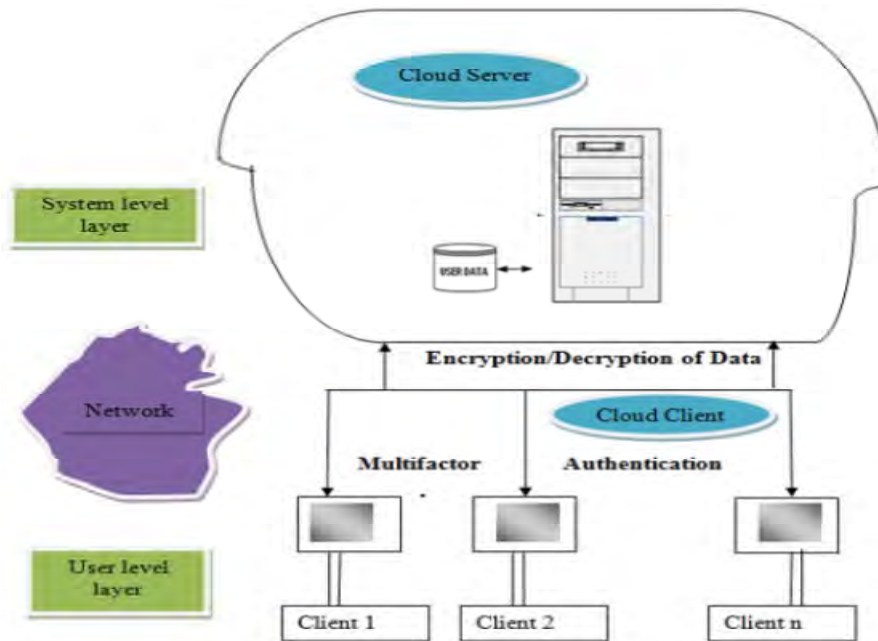 Cloud Server
System level
layer
USER DATA
Encryption/Decryption of Data
Network
Cloud Client
Multifactor Authentication
User level
layer
Client 1
Client 2
Client n